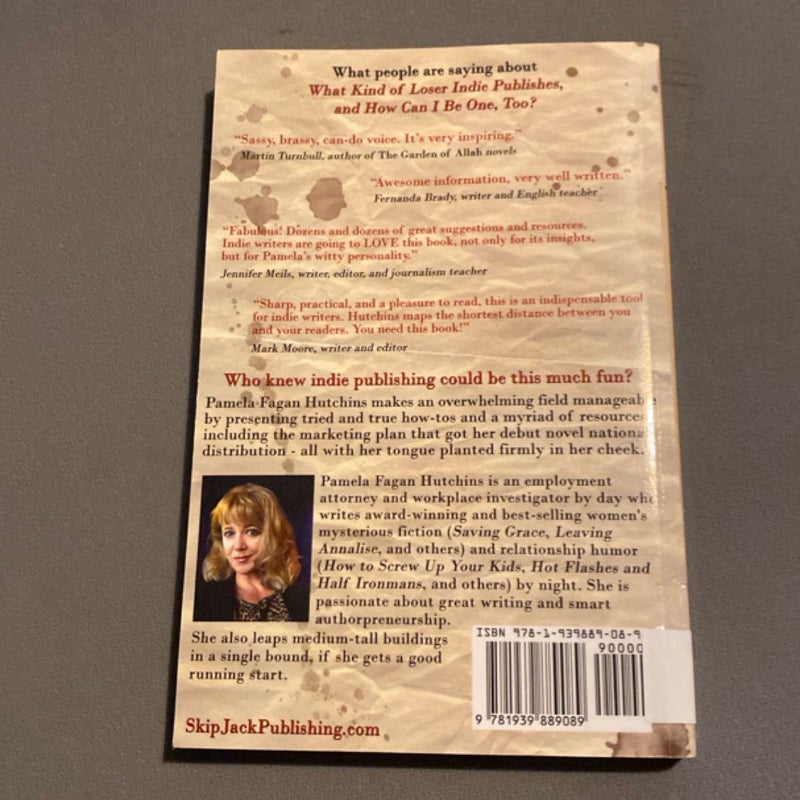 What people are saying about
What Kind of Loser Indie Publishes,
and How Can I Be One, Too?
"Sassy, brassy, can-do voice. It's very inspiring."
Martin Turnbull, author of The Garden of Allah novels
"Awesome information, very well written."
Fernanda Brady, writer and English teacher
"Fabulous! Dozens and dozens of great suggestions and resources.
Indie writers are going to LOVE this book, not only for its insights,
but for Pamela's witty personality."
Jennifer Meils, writer, editor, and journalism teacher
"Sharp, practical, and a pleasure to read, this is an indispensable tool
for indie writers. Hutchins maps the shortest distance between you
and your readers. You need this book!"
Mark Moore, writer and editor
Who knew indie publishing could be this much fun?
Pamela Fagan Hutchins makes an overwhelming field manageable
by presenting tried and true how-tos and a myriad of resources
including the marketing plan that got her debut novel national
distribution - all with her tongue planted firmly in her cheek.
Pamela Fagan Hutchins is an employment
attorney and workplace investigator by day who
writes award-winning and best-selling women's
mysterious fiction (Saving Grace, Leaving
Annalise, and others) and relationship humor
(How to Screw Up Your Kids, Hot Flashes and
Half Ironmans, and others) by night. She is
passionate about great writing and smart
authorpreneurship.
She also leaps medium-tall buildings
in a single bound, if she gets a good
running start.
SkipJackPublishing.com
ISBN 978-1-939889-08-9
90000
9 781939 889089